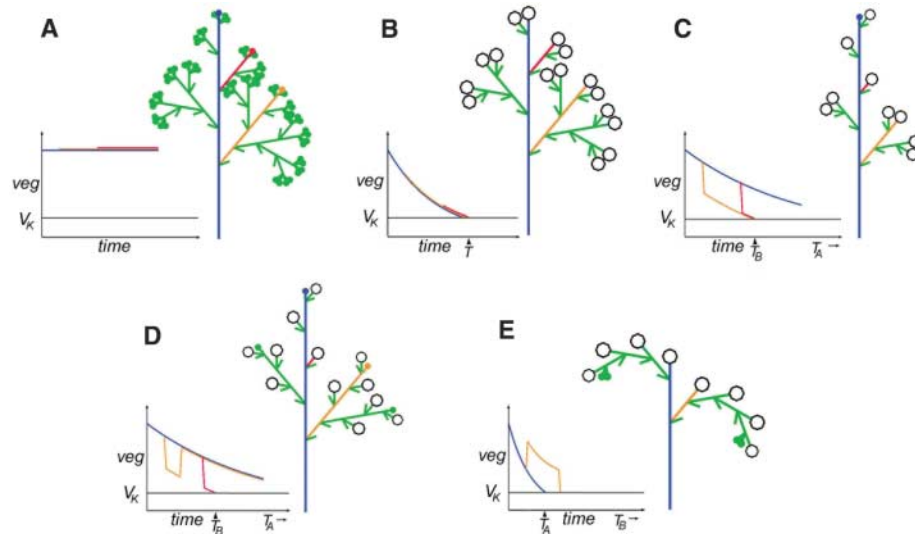 A
veg
V_K
time
B
veg
V_K
time
T
C
veg
V_K
time
T_B
T_A →
D
veg
V_K
time
T_B
T_A →
E
veg
V_K
T_A
time
T_B →